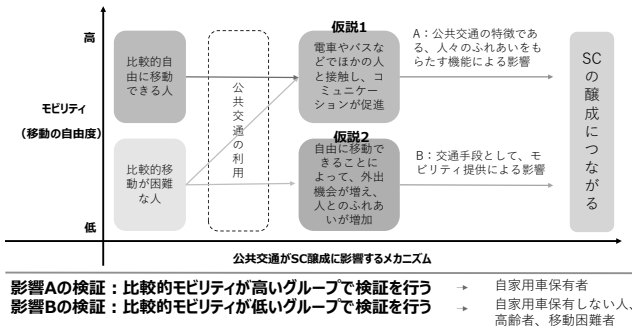 高
モビリティ
（移動の自由度）
低
比較的自
由に移動
できる人
比較的移
動が困難
な人
公共交通の利用
仮説1
電車やバスな
どでほかの人
と接触し、コ
ミュニケー
ションが促進
仮説2
自由に移動で
きることに
よって、外出
機会が増え、
人とのふれあ
いが増加
A：公共交通の特徴であ
る、人々のふれあいをも
たらす機能による影響
B：交通手段として、モ
ビリティ提供による影響
SCの醸成につながる
公共交通がSC醸成に影響するメカニズム
影響Aの検証：比較的モビリティが高いグループで検証を行う → 自家用車保有者
影響Bの検証：比較的モビリティが低いグループで検証を行う → 自家用車保有しない人、
高齢者、移動困難者